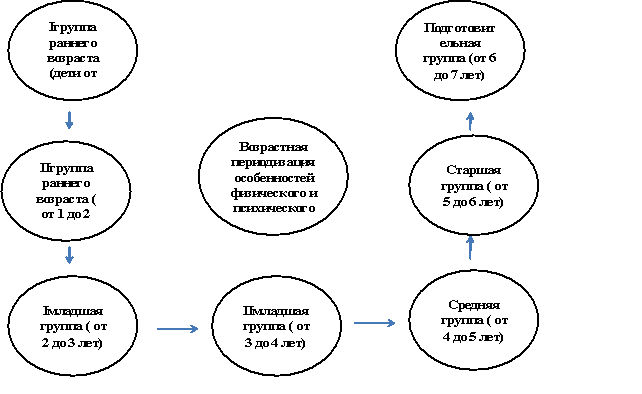 Iгруппа
раннего
возраста
(дети от
IIгруппа
раннего
возраста (
от 1 до 2
Iмладшая
группа ( от
2 до 3 лет)
IIмладшая
группа ( от
3 до 4 лет)
Средняя
группа ( от
4 до 5 лет)
Старшая
группа ( от
5 до 6 лет)
Подготовит
ельная
группа (от 6
до 7 лет)
Возрастная
периодивация
особенностей
физического и
психического